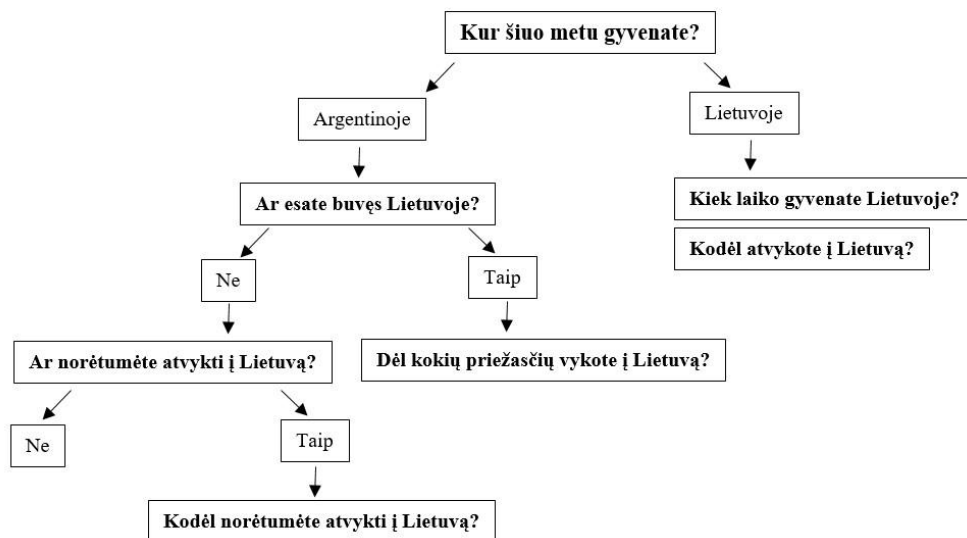 Kur šiuo metu gyvenate?
Argentinoje
Lietuvoje
Ar esate buvęs Lietuvoje?
Kiek laiko gyvenate Lietuvoje?
Kodėl atvykote į Lietuvą?
Ne
Taip
Ar norėtumėte atvykti į Lietuvą?
Dėl kokių priežasčių vykote į Lietuvą?
Ne
Taip
Kodėl norėtumėte atvykti į Lietuvą?